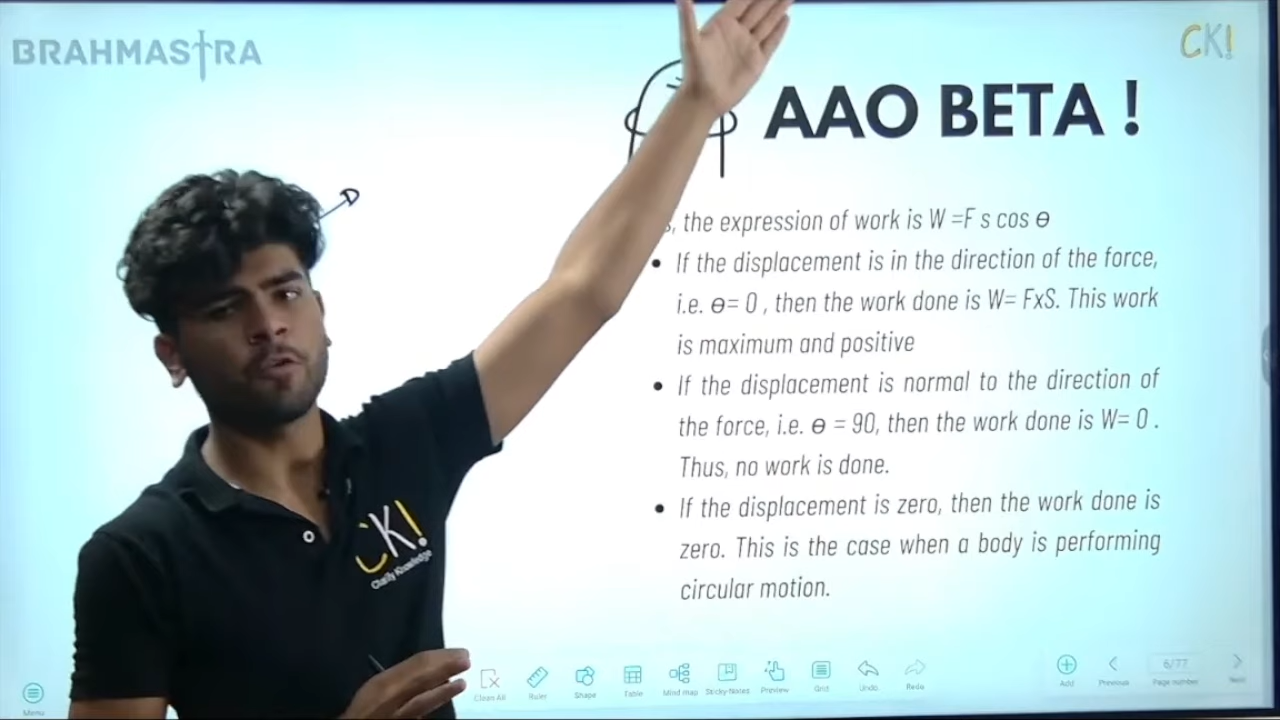 BRAHMASTRA
CK!
AAO BETA !
, the expression of work is W =F s cos ɵ
• If the displacement is in the direction of the force,
i.e. ɵ= 0 , then the work done is W= FxS. This work
is maximum and positive
• If the displacement is normal to the direction of
the force, i.e. ɵ = 90, then the work done is W= 0 .
Thus, no work is done.
• If the displacement is zero, then the work done is
zero. This is the case when a body is performing
circular motion.
CK!
Clarify Knowledge
Menu
Clean All
Ruler
Shape
Table
Mind map
Sticky-Notes
Preview
Grid
Undo
Redo
Add
Previous
6/77
Page number
Next